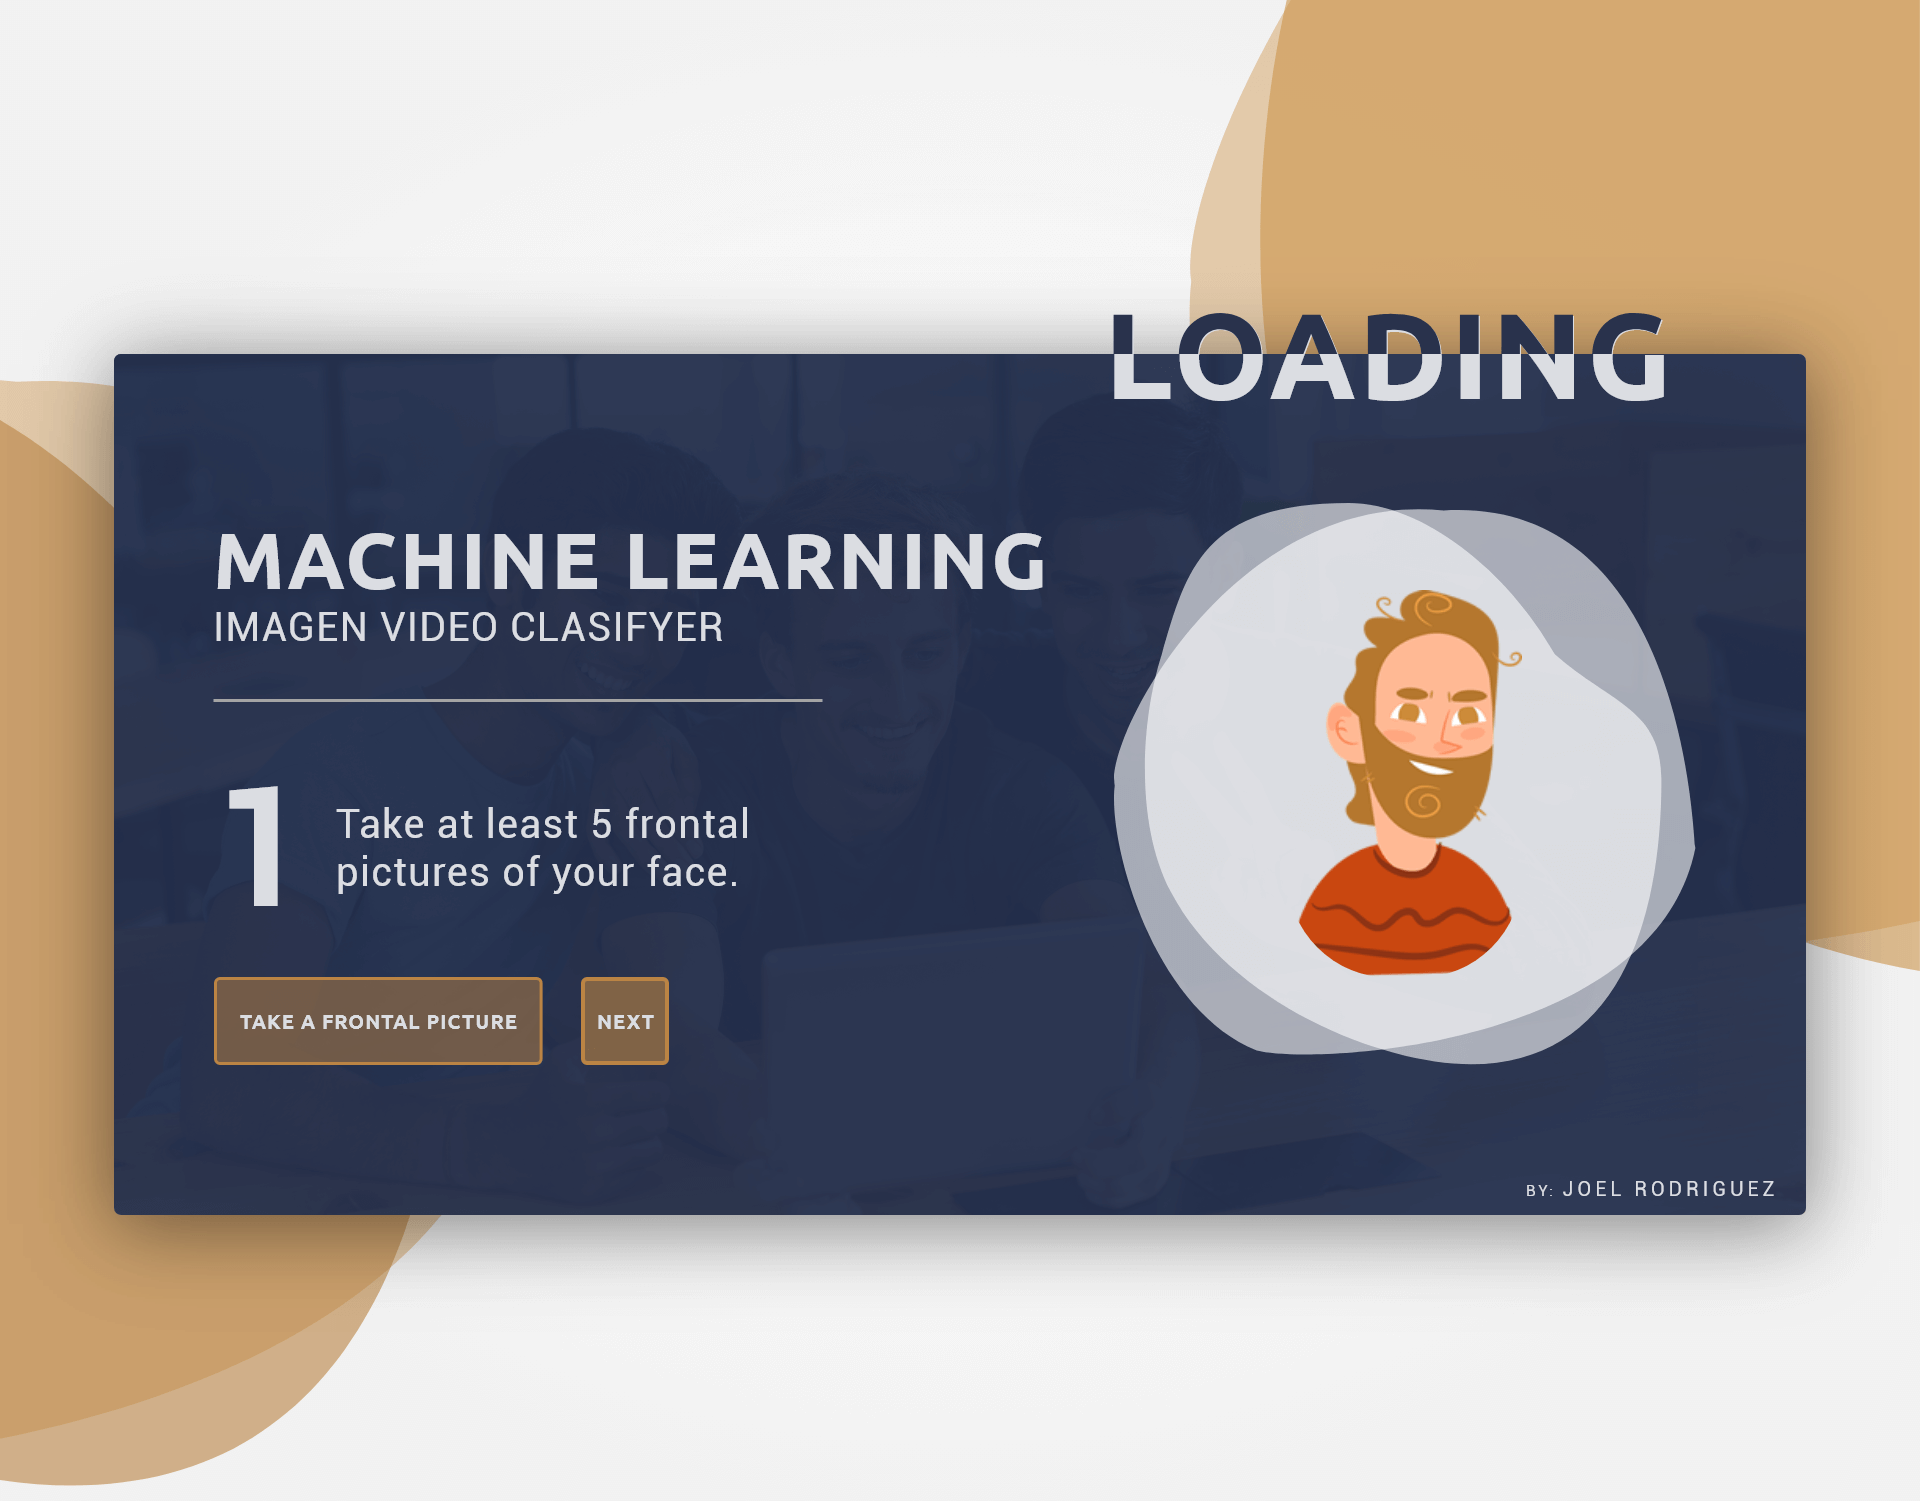 LOADING
MACHINE LEARNING
IMAGEN VIDEO CLASIFYER
1
Take at least 5 frontal
pictures of your face.
TAKE A FRONTAL PICTURE
NEXT
BY: JOEL RODRIGUEZ